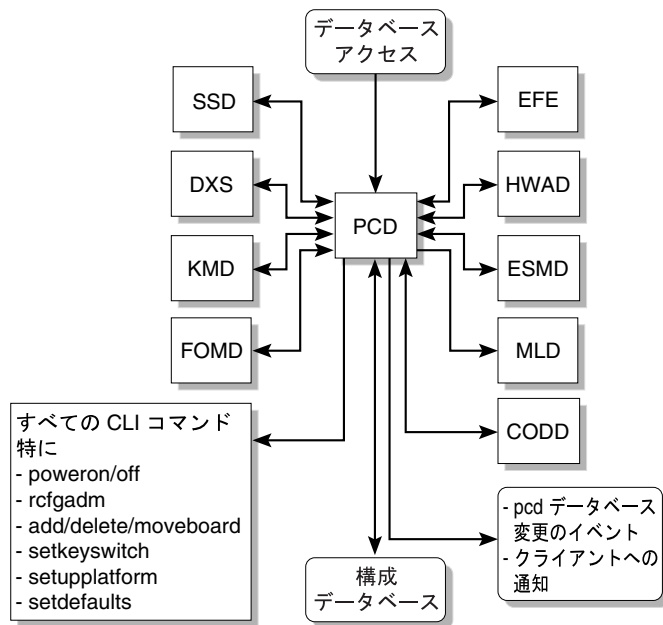 データベース
アクセス
SSD
EFE
DXS
HWAD
PCD
KMD
ESMD
FOMD
MLD
CODD
すべての CLI コマンド
特に
- poweron/off
- rcfgadm
- add/delete/moveboard
- setkeyswitch
- setupplatform
- setdefaults
構成
データベース
- pcd データベース
変更のイベント
- クライアントへの
通知